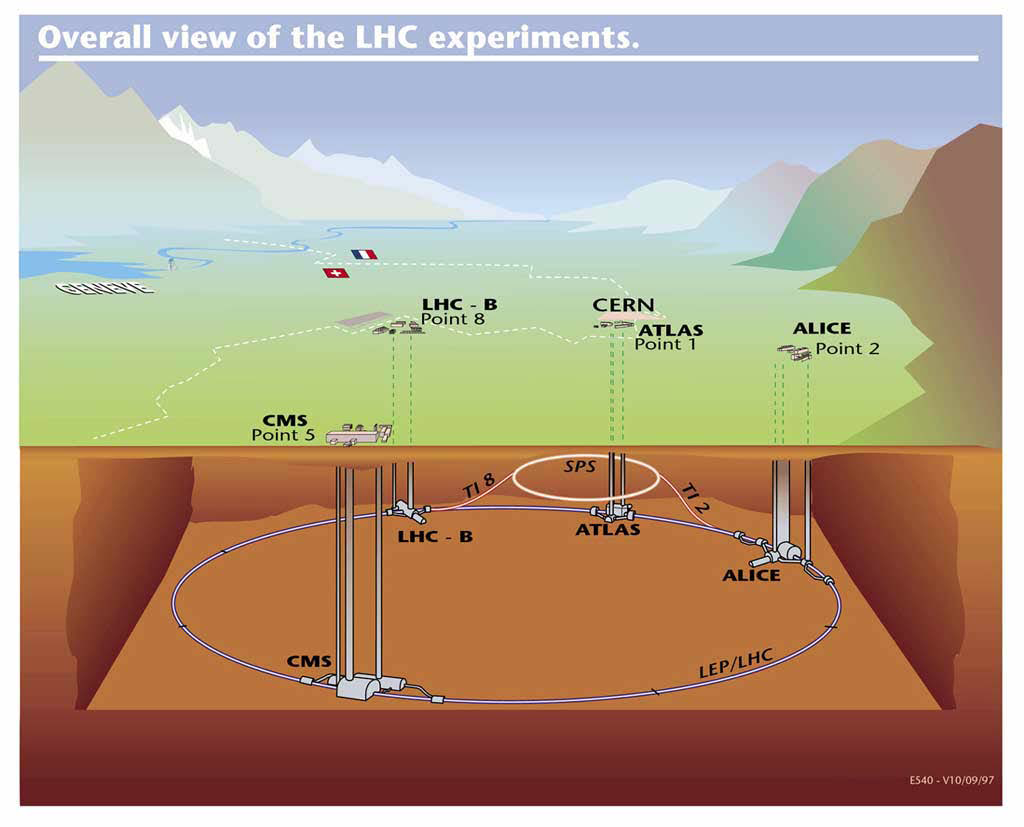 Overall view of the LHC experiments.
GENEVE
LHC - B
Point 8
CERN
ATLAS
Point 1
ALICE
Point 2
CMS
Point 5
SPS
TI 8
TI 2
LHC - B
ATLAS
ALICE
CMS
LEP/LHC
E540 - V10/09/97